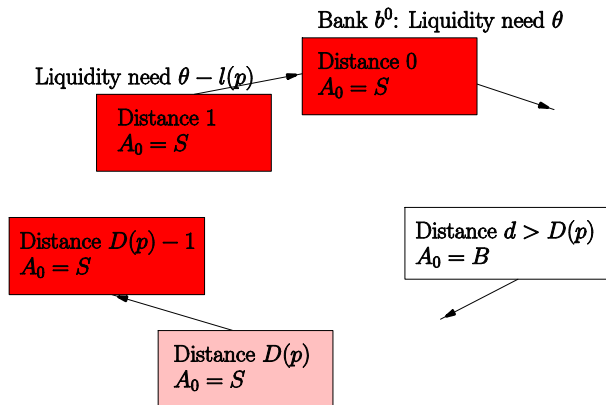 Bank b⁰: Liquidity need θ
Distance 0
A₀ = S
Liquidity need θ − l(p)
Distance 1
A₀ = S
Distance D(p) − 1
A₀ = S
Distance d > D(p)
A₀ = B
Distance D(p)
A₀ = S